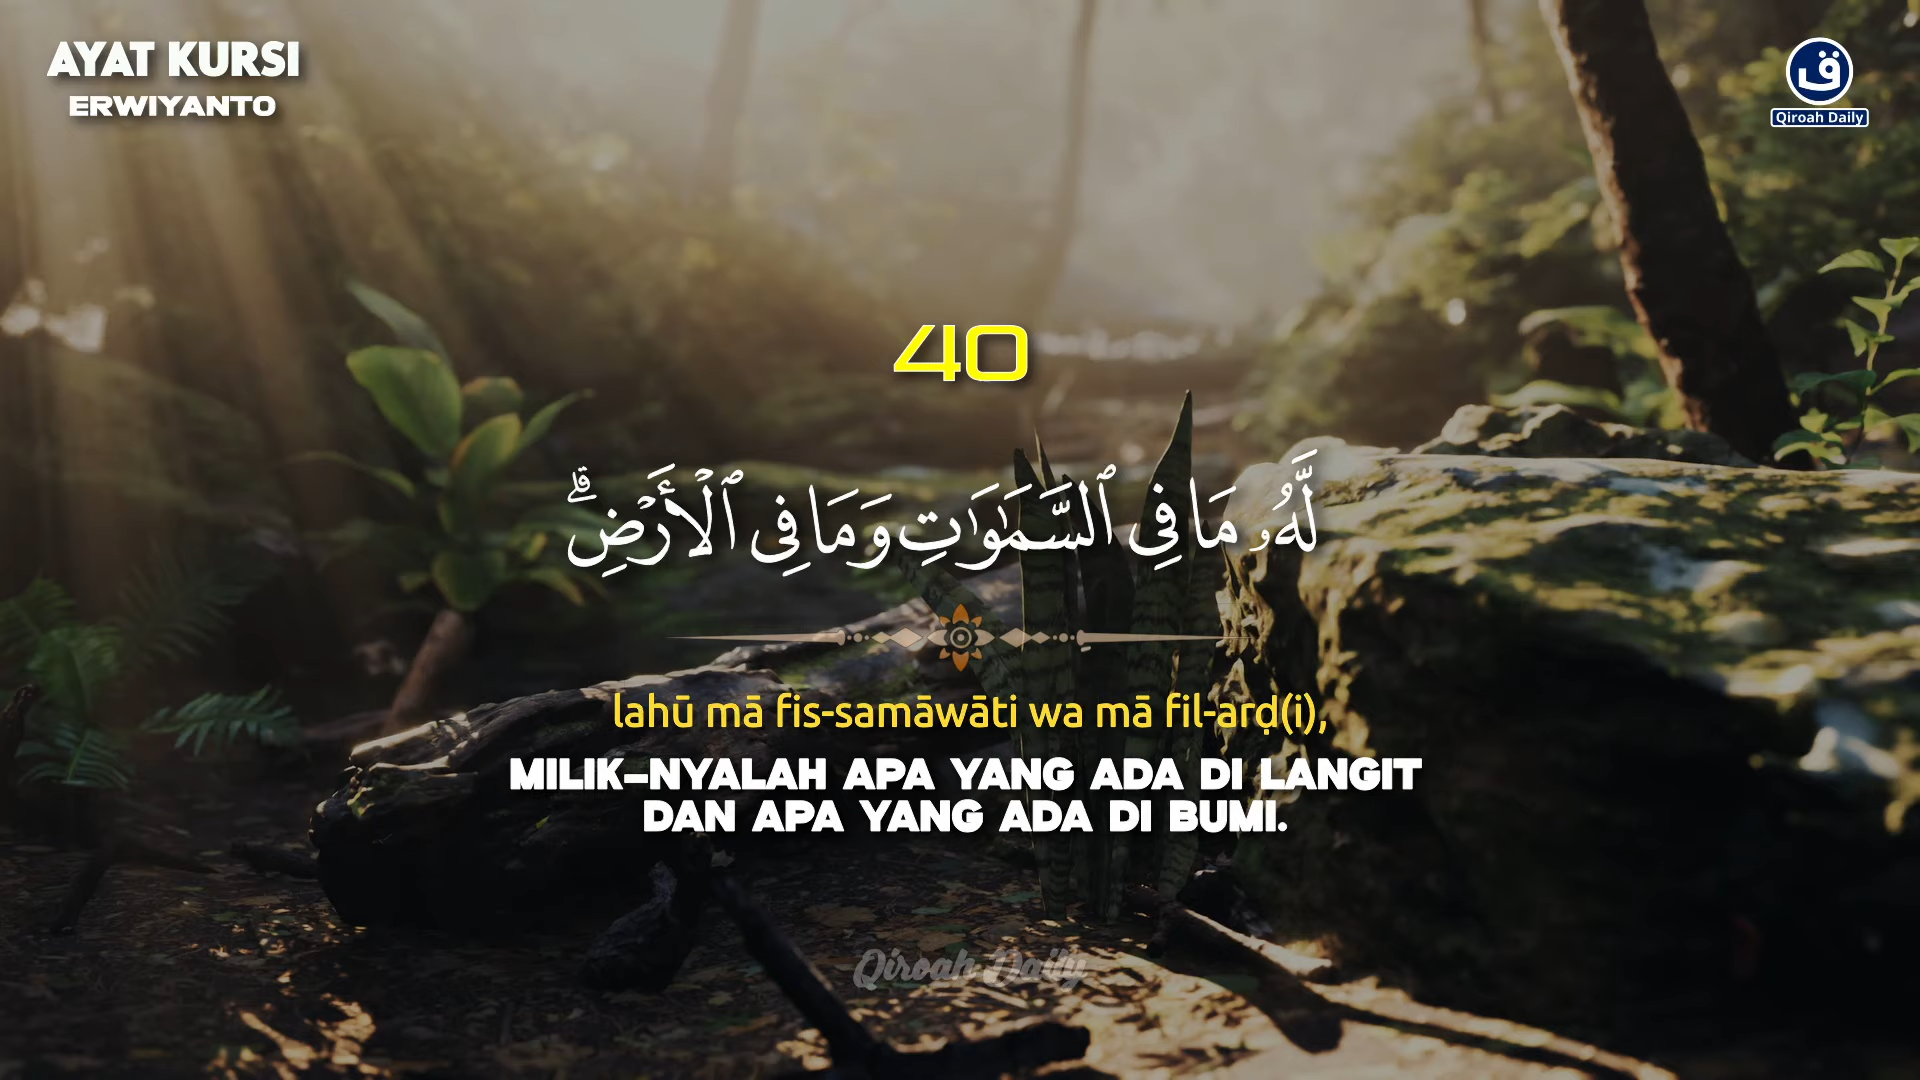 AYAT KURSI
ERWIYANTO
ق
Qiroah Daily
40
لَّهُۥ مَا فِى ٱلسَّمَٰوَٰتِ وَمَا فِى ٱلْأَرْضِ ۗ
lahū mā fis-samāwāti wa mā fil-arḍ(i),
MILIK-NYALAH APA YANG ADA DI LANGIT
DAN APA YANG ADA DI BUMI.
Qiroah Daily